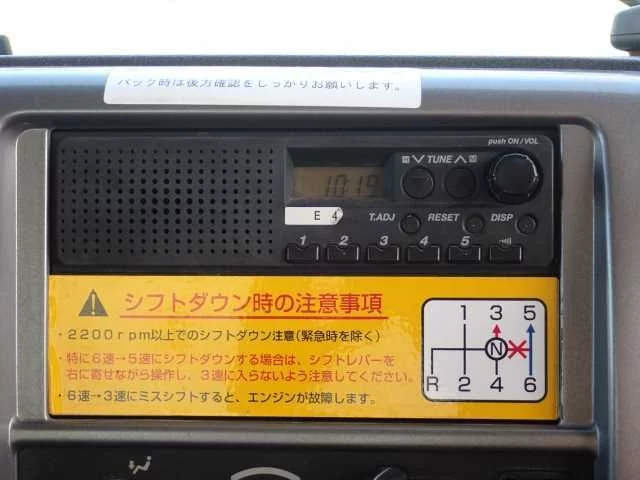 バック時は後方確認をしっかりお願いします。
push ON/VOL
TUNE
1019
E 4
T.ADJ RESET DISP
1 2 3 4 5
シフトダウン時の注意事項
・2200rpm以上でのシフトダウン注意(緊急時を除く)
・特に6速→5速にシフトダウンする場合は、シフトレバーを
右に寄せながら操作し、3速に入らないよう注意してください。
・6速→3速にミスシフトすると、エンジンが故障します。
1 3 5
N
R 2 4 6